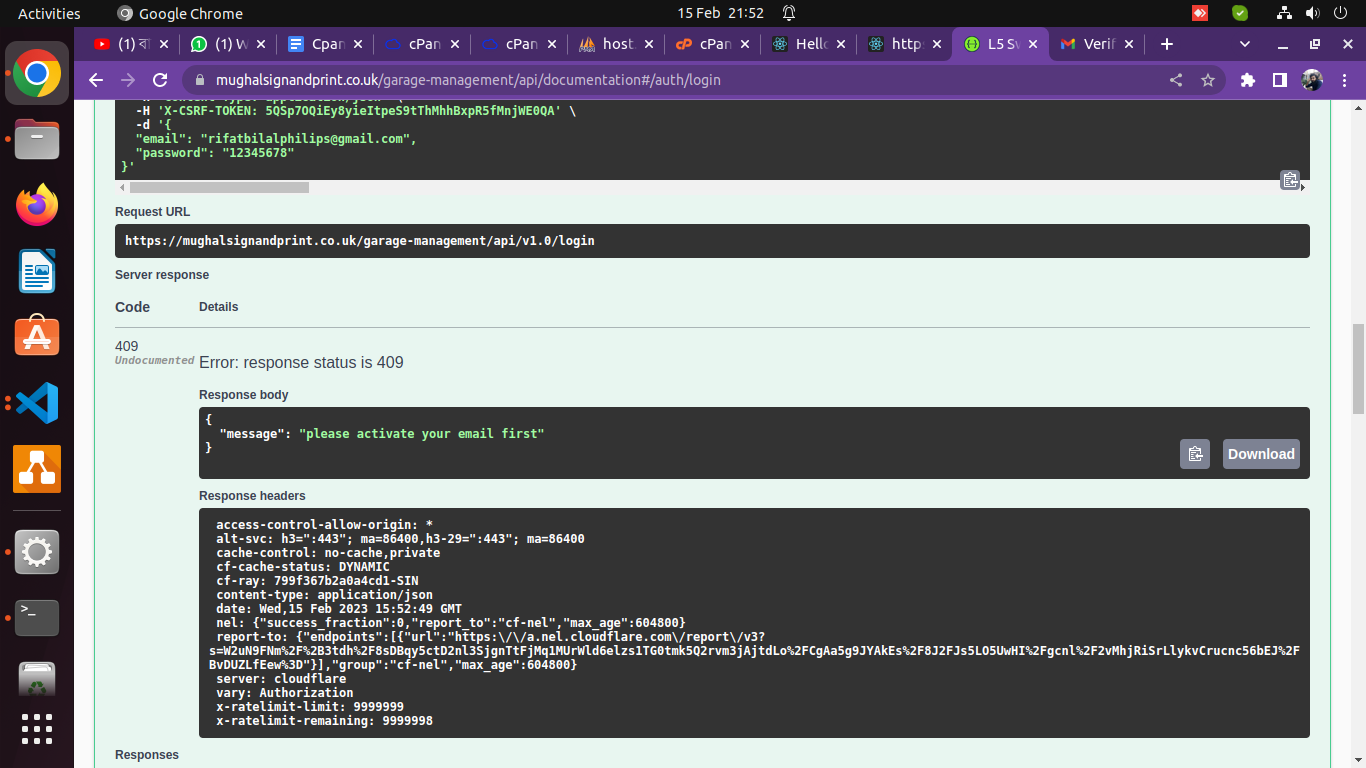 Activities
Google Chrome
15 Feb 21:52
(1) বা
(1) W
Cpan
cPan
cPan
host.
cPan
Hello
http
L5 Sw
Verif
mughalsignandprint.co.uk/garage-management/api/documentation#/auth/login
-H 'X-CSRF-TOKEN: 5QSp7OQiEy8yieItpeS9tThMhhBxpR5fMnjWE0QA' \
-d '{
"email": "rifatbilalphilips@gmail.com",
"password": "12345678"
}'
Request URL
https://mughalsignandprint.co.uk/garage-management/api/v1.0/login
Server response
Code
Details
409
Undocumented
Error: response status is 409
Response body
{
"message": "please activate your email first"
}
Download
Response headers
access-control-allow-origin: *
alt-svc: h3=":443"; ma=86400,h3-29=":443"; ma=86400
cache-control: no-cache,private
cf-cache-status: DYNAMIC
cf-ray: 799f367b2a0a4cd1-SIN
content-type: application/json
date: Wed,15 Feb 2023 15:52:49 GMT
nel: {"success_fraction":0,"report_to":"cf-nel","max_age":604800}
report-to: {"endpoints":[{"url":"https:\/\/a.nel.cloudflare.com\/report\/v3?
s=W2uN9FNm%2F%2B3tdh%2F8sDBqy5ctD2nl3SjgnTtFjMq1MUrWld6elzs1TG0tmk5Q2rvm3jAjtdLo%2FCgAa5g9JYAkEs%2F8J2FJs5LO5UwHI%2Fgcnl%2F2vMhjRiSrLlykvCrucnc56bEJ%2F
BvDUZLfEew%3D"}],"group":"cf-nel","max_age":604800}
server: cloudflare
vary: Authorization
x-ratelimit-limit: 9999999
x-ratelimit-remaining: 9999998
Responses